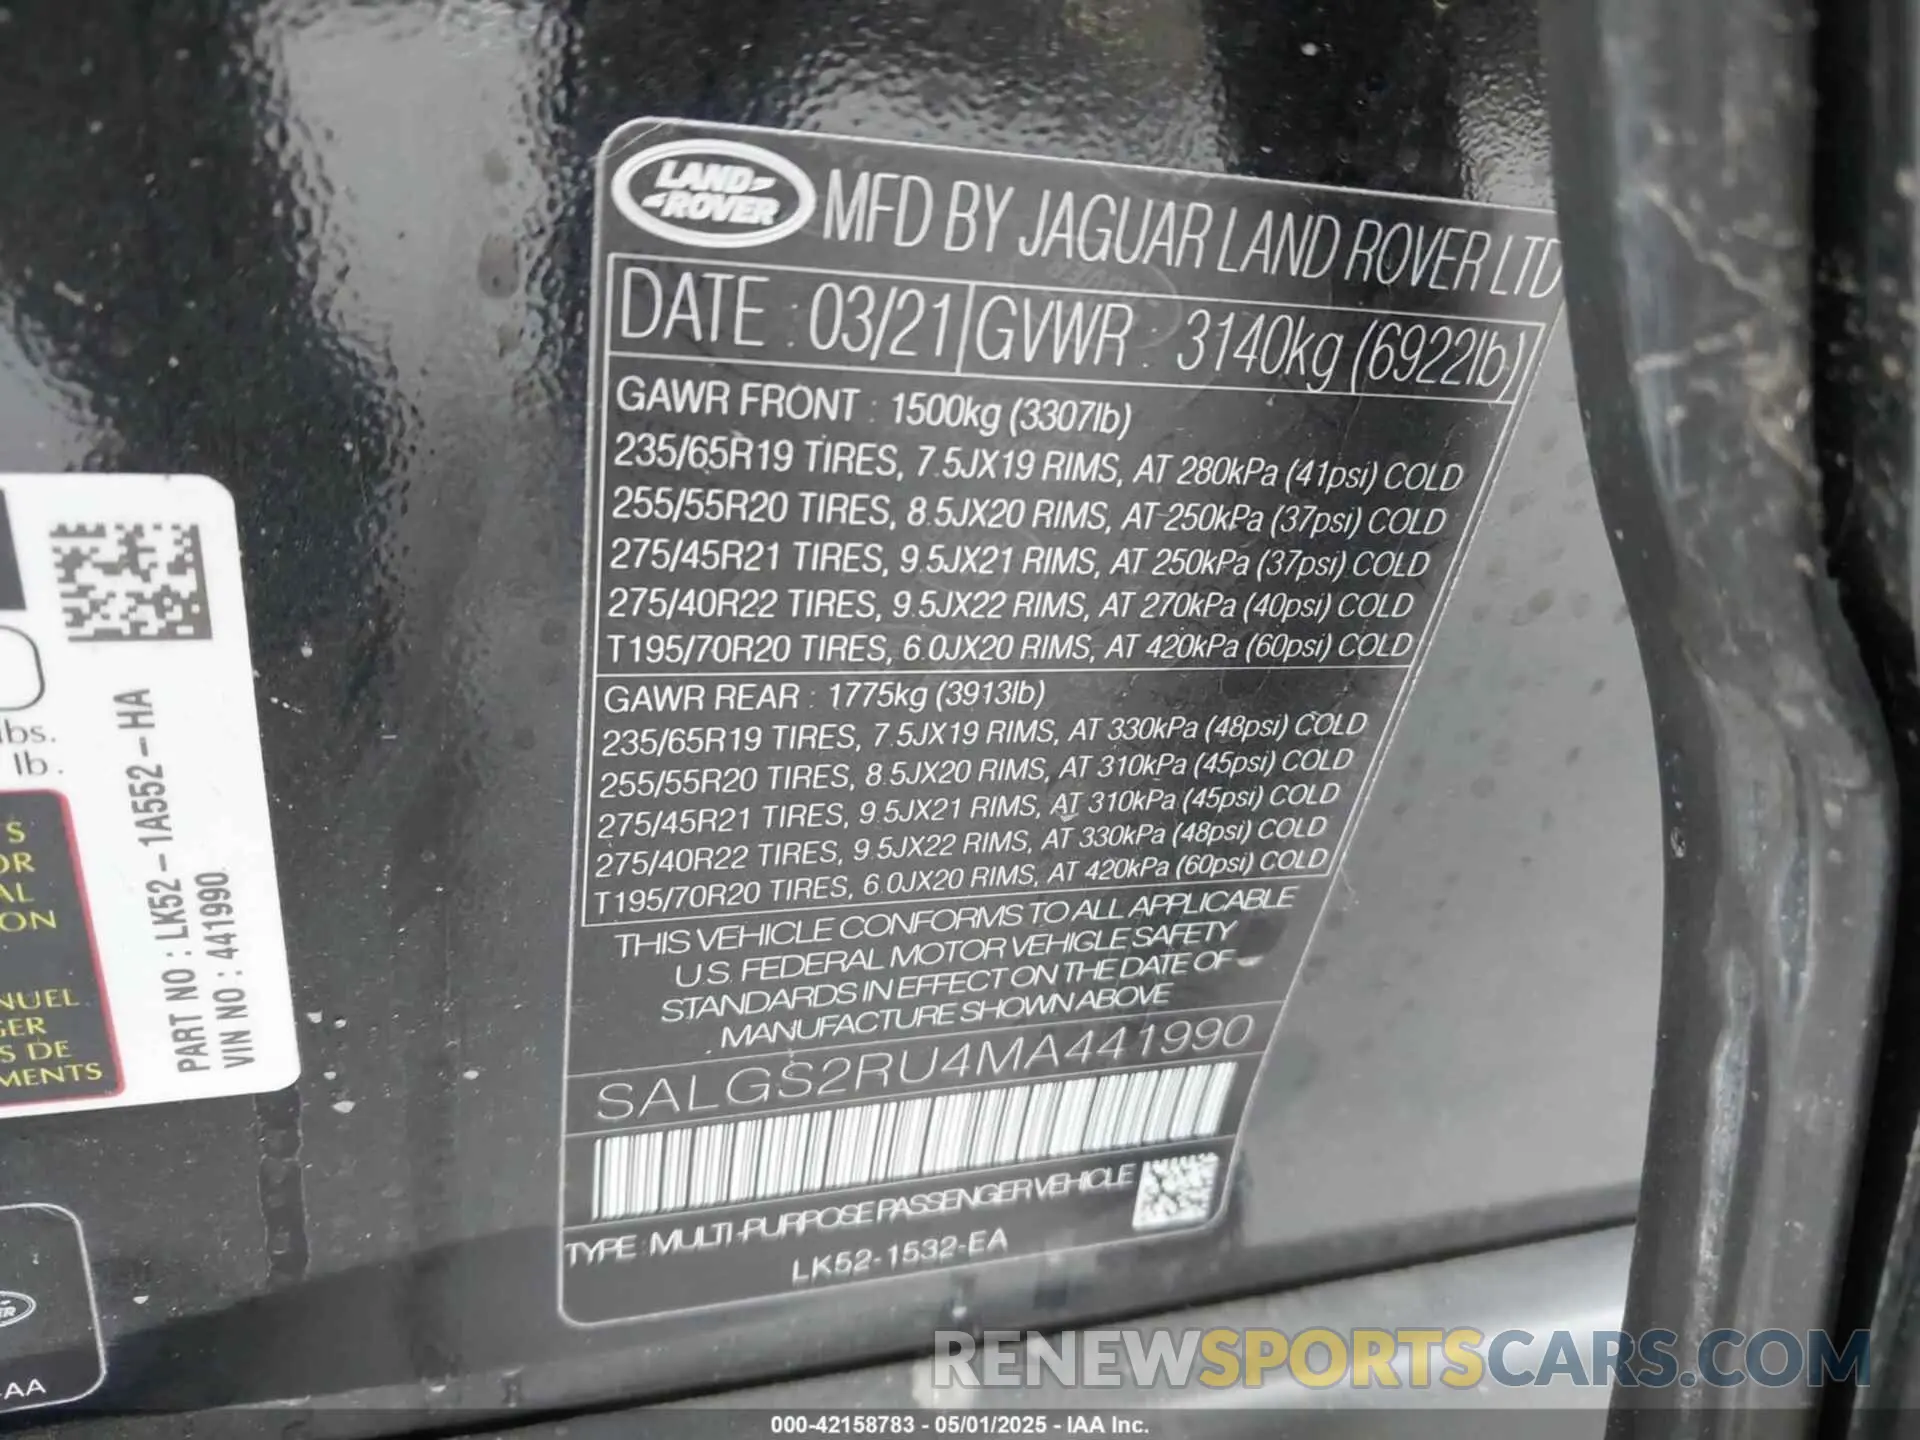 LAND-
-ROVER
MFD BY JAGUAR LAND ROVER LTD
DATE : 03/21 GVWR : 3140kg (6922lb)
GAWR FRONT : 1500kg (3307lb)
235/65R19 TIRES, 7.5JX19 RIMS, AT 280kPa (41psi) COLD
255/55R20 TIRES, 8.5JX20 RIMS, AT 250kPa (37psi) COLD
275/45R21 TIRES, 9.5JX21 RIMS, AT 250kPa (37psi) COLD
275/40R22 TIRES, 9.5JX22 RIMS, AT 270kPa (40psi) COLD
T195/70R20 TIRES, 6.0JX20 RIMS, AT 420kPa (60psi) COLD
GAWR REAR : 1775kg (3913lb)
235/65R19 TIRES, 7.5JX19 RIMS, AT 330kPa (48psi) COLD
255/55R20 TIRES, 8.5JX20 RIMS, AT 310kPa (45psi) COLD
275/45R21 TIRES, 9.5JX21 RIMS, AT 310kPa (45psi) COLD
275/40R22 TIRES, 9.5JX22 RIMS, AT 330kPa (48psi) COLD
T195/70R20 TIRES, 6.0JX20 RIMS, AT 420kPa (60psi) COLD
THIS VEHICLE CONFORMS TO ALL APPLICABLE
U.S. FEDERAL MOTOR VEHICLE SAFETY
STANDARDS IN EFFECT ON THE DATE OF
MANUFACTURE SHOWN ABOVE
SALGS2RU4MA441990
TYPE : MULTI-PURPOSE PASSENGER VEHICLE
LK52-1532-EA
PART NO : LK52-1A552-HA
VIN NO : 441990
lbs.
lb.
S
OR
AL
ION
NUEL
GER
S DE
MENTS
-AA
RENEWSPORTSCARS.COM
000-42158783 - 05/01/2025 - IAA Inc.